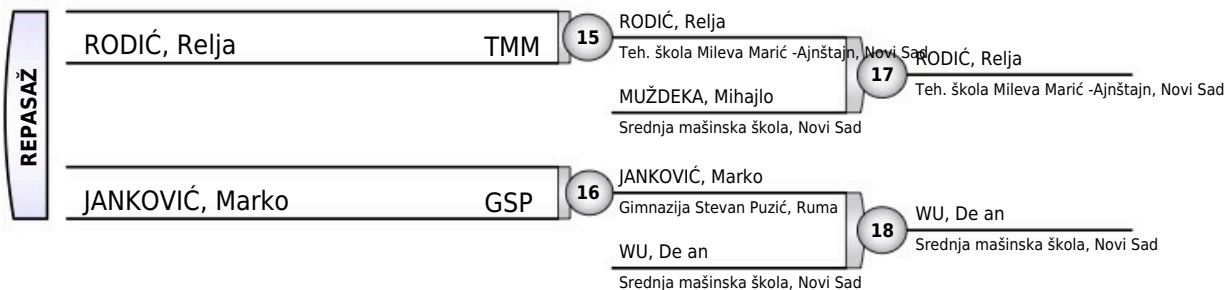 REPASAŽ
RODIĆ, Relja TMM
15
RODIĆ, Relja
Teh. škola Mileva Marić -Ajnštajn, Novi Sad
MUŽDEKA, Mihajlo
Srednja mašinska škola, Novi Sad
17
RODIĆ, Relja
Teh. škola Mileva Marić -Ajnštajn, Novi Sad
JANKOVIĆ, Marko GSP
16
JANKOVIĆ, Marko
Gimnazija Stevan Puzić, Ruma
WU, De an
Srednja mašinska škola, Novi Sad
18
WU, De an
Srednja mašinska škola, Novi Sad